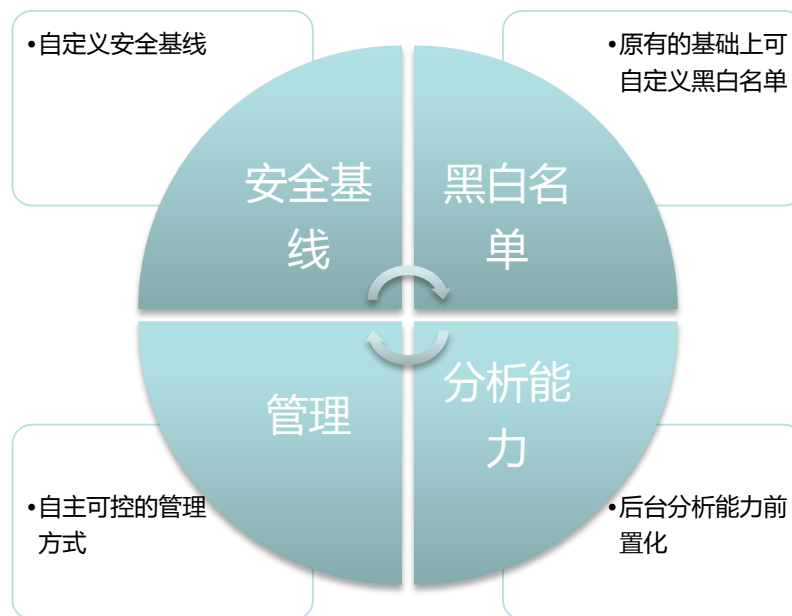 •自定义安全基线
•原有的基础上可
自定义黑白名单
安全基
线
黑白名
单
管理
分析能
力
•自主可控的管理
方式
•后台分析能力前
置化